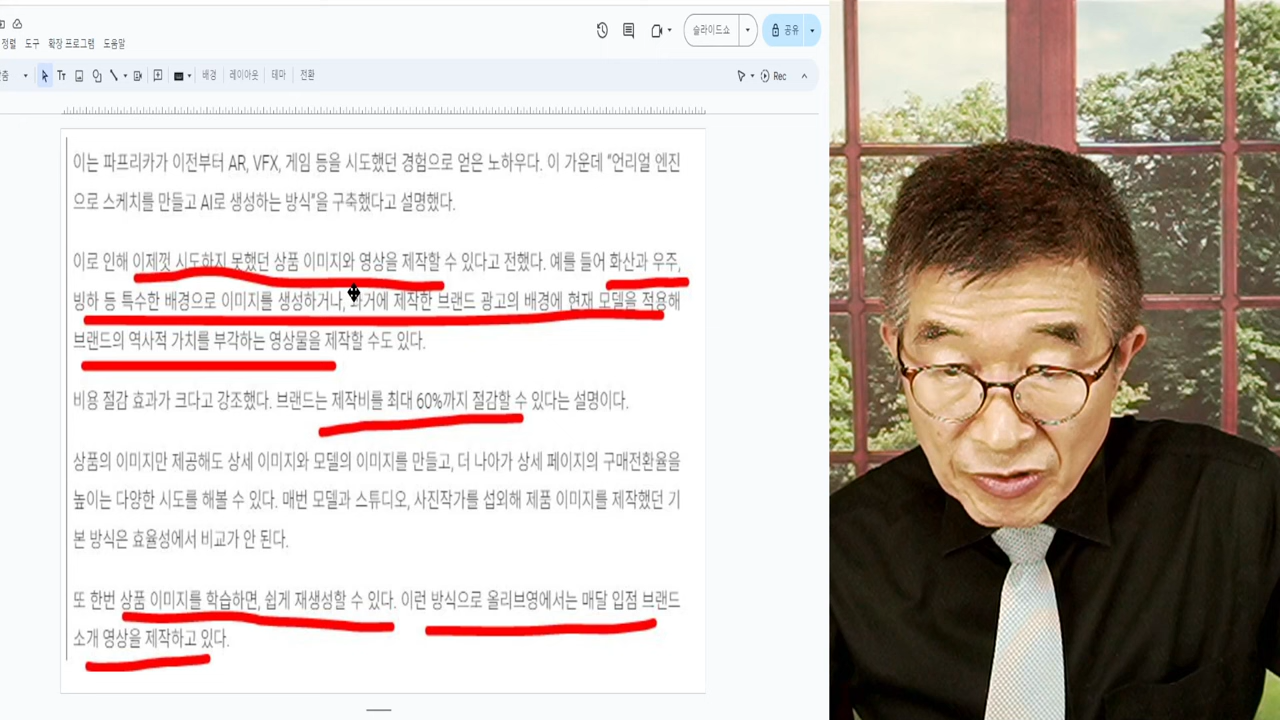 정렬 도구 확장 프로그램 도움말
슬라이드쇼
공유
배경 레이아웃 테마 전환
Rec
이는 파프리카가 이전부터 AR, VFX, 게임 등을 시도했던 경험으로 얻은 노하우다. 이 가운데 "언리얼 엔진
으로 스케치를 만들고 AI로 생성하는 방식"을 구축했다고 설명했다.
이로 인해 이제껏 시도하지 못했던 상품 이미지와 영상을 제작할 수 있다고 전했다. 예를 들어 화산과 우주,
빙하 등 특수한 배경으로 이미지를 생성하거나, 과거에 제작한 브랜드 광고의 배경에 현재 모델을 적용해
브랜드의 역사적 가치를 부각하는 영상물을 제작할 수도 있다.
비용 절감 효과가 크다고 강조했다. 브랜드는 제작비를 최대 60%까지 절감할 수 있다는 설명이다.
상품의 이미지만 제공해도 상세 이미지와 모델의 이미지를 만들고, 더 나아가 상세 페이지의 구매전환율을
높이는 다양한 시도를 해볼 수 있다. 매번 모델과 스튜디오, 사진작가를 섭외해 제품 이미지를 제작했던 기
본 방식은 효율성에서 비교가 안 된다.
또 한번 상품 이미지를 학습하면, 쉽게 재생성할 수 있다. 이런 방식으로 올리브영에서는 매달 입점 브랜드
소개 영상을 제작하고 있다.